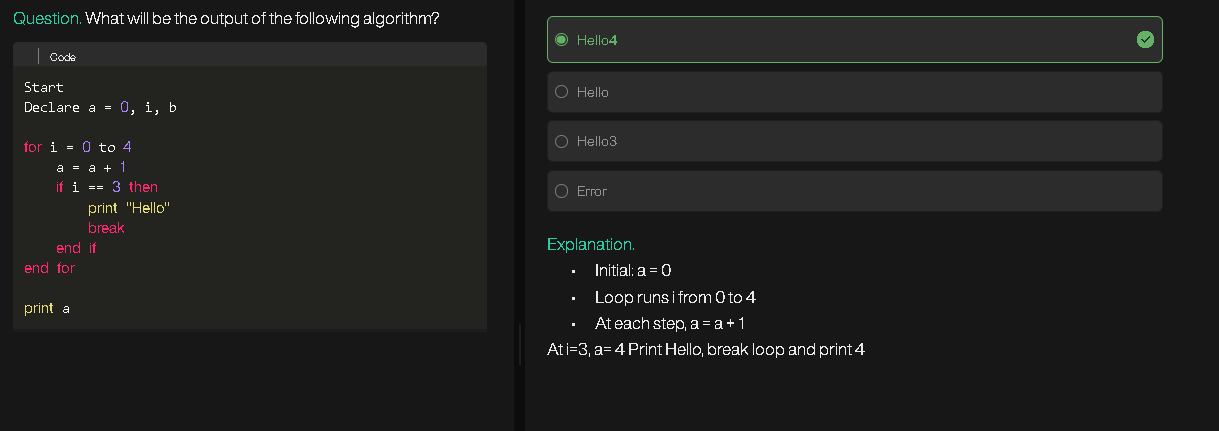 Question. What will be the output of the following algorithm?
Code
Start
Declare a = 0, i, b
for i = 0 to 4
a = a + 1
if i == 3 then
print "Hello"
break
end if
end for
print a
Hello4
Hello
Hello3
Error
Explanation.
• Initial: a = 0
• Loop runs i from 0 to 4
• At each step, a = a + 1
At i=3, a= 4 Print Hello, break loop and print 4